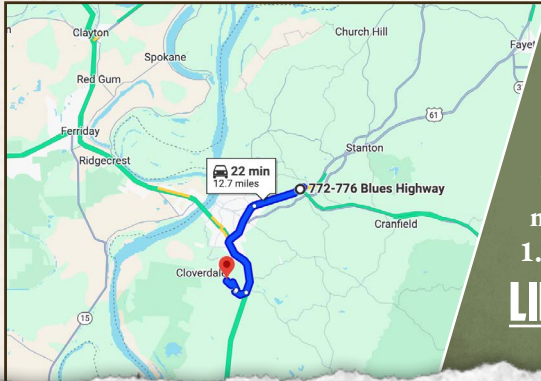 Clayton
Church Hill
Spokane
Red Gum
61
Ferriday
Stanton
Ridgecrest
22 min
12.7 miles
772-776 Blues Highway
Cranfield
15